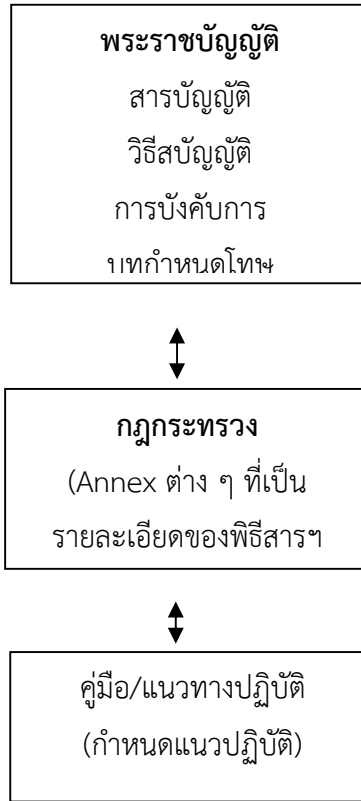 พระราชบัญญัติ
สารบัญญัติ
วิธีสบัญญัติ
การบังคับการ
บทกำหนดโทษ
กฎกระทรวง
(Annex ต่าง ๆ ที่เป็น
รายละเอียดของพิธีสารฯ
คู่มือ/แนวทางปฏิบัติ
(กำหนดแนวปฏิบัติ)